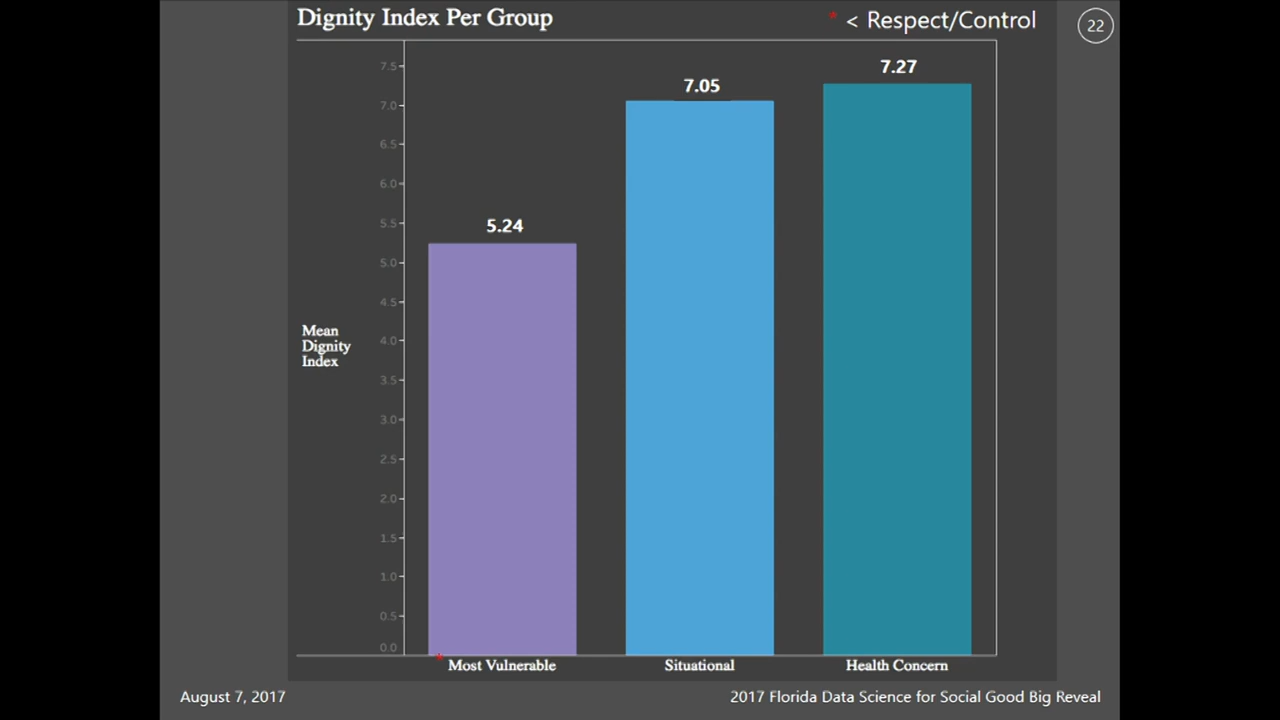 Dignity Index Per Group
* < Respect/Control
22
7.5
7.0
6.5
6.0
5.5
5.0
4.5
4.0
3.5
3.0
2.5
2.0
1.5
1.0
0.5
0.0
Mean
Dignity
Index
5.24
7.05
7.27
* Most Vulnerable
Situational
Health Concern
August 7, 2017
2017 Florida Data Science for Social Good Big Reveal